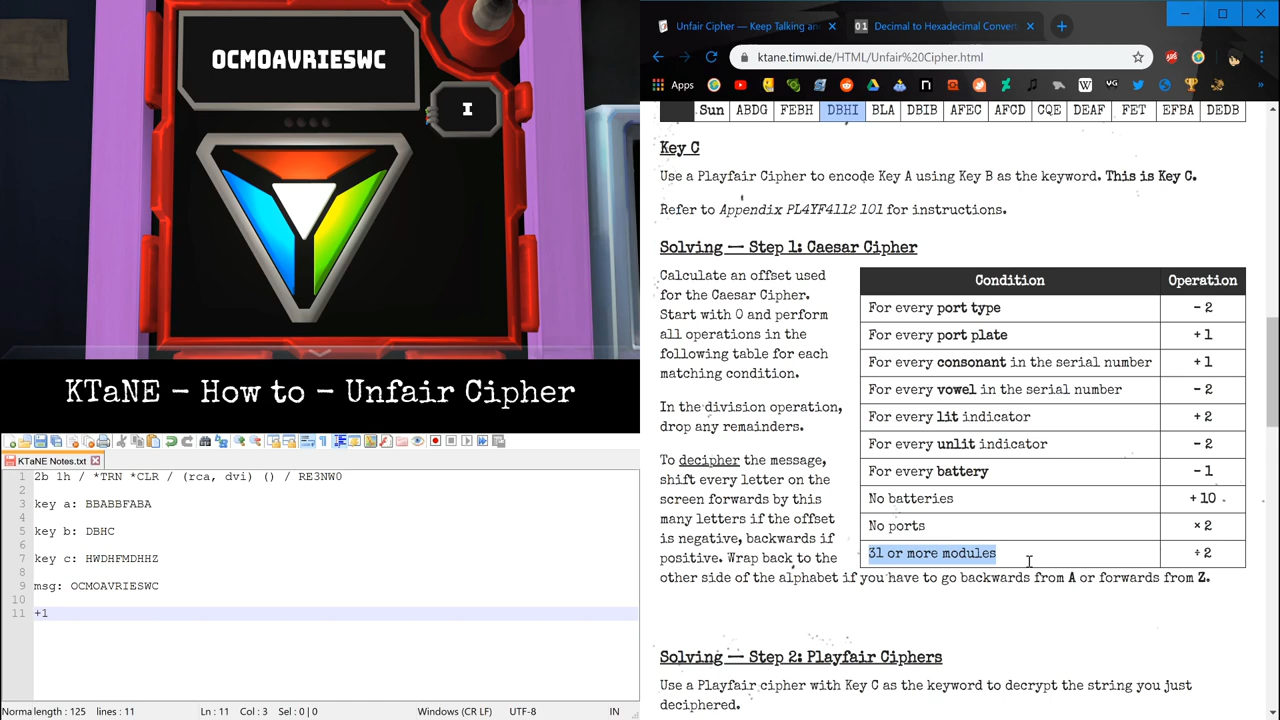 OCMOAVRIESWC
I
KTaNE – How to – Unfair Cipher
KTaNE Notes.txt
1 2b 1h / *TRN *CLR / (rca, dvi) () / RE3NW0
2
3 key a: BBABBFABA
4
5 key b: DBHC
6
7 key c: HWDHFMDHHZ
8
9 msg: OCMOAVRIESWC
10
11 +1
Norma length : 125 lines : 11 Ln : 11 Col : 3 Sel : 0 | 0 Windows (CR LF) UTF-8 IN
Unfair Cipher — Keep Talking an
01 Decimal to Hexadecimal Convert
ktane.timwi.de/HTML/Unfair%20Cipher.html
Apps
Sun ABDG FEBH DBHI BLA DBIB AFEC AFCD CQE DEAF FET EFBA DEDB
Key C
Use a Playfair Cipher to encode Key A using Key B as the keyword. This is Key C.
Refer to Appendix PL4YF4112 101 for instructions.
Solving — Step 1: Caesar Cipher
Calculate an offset used
for the Caesar Cipher.
Start with 0 and perform
all operations in the
following table for each
matching condition.
In the division operation,
drop any remainders.
To decipher the message,
shift every letter on the
screen forwards by this
many letters if the offset
is negative, backwards if
positive. Wrap back to the
other side of the alphabet if you have to go backwards from A or forwards from Z.
Condition Operation
For every port type − 2
For every port plate + 1
For every consonant in the serial number + 1
For every vowel in the serial number − 2
For every lit indicator + 2
For every unlit indicator − 2
For every battery − 1
No batteries + 10
No ports × 2
31 or more modules ÷ 2
Solving — Step 2: Playfair Ciphers
Use a Playfair cipher with Key C as the keyword to decrypt the string you just
deciphered.